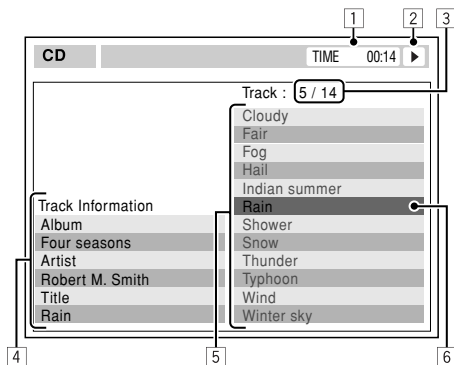 1 2 3
CD TIME 00:14
Track : 5 / 14
Cloudy
Fair
Fog
Hail
Indian summer
Track Information Rain
Album Shower
Four seasons Snow
Artist Thunder
Robert M. Smith Typhoon
Title Wind
Rain Winter sky
4 5 6